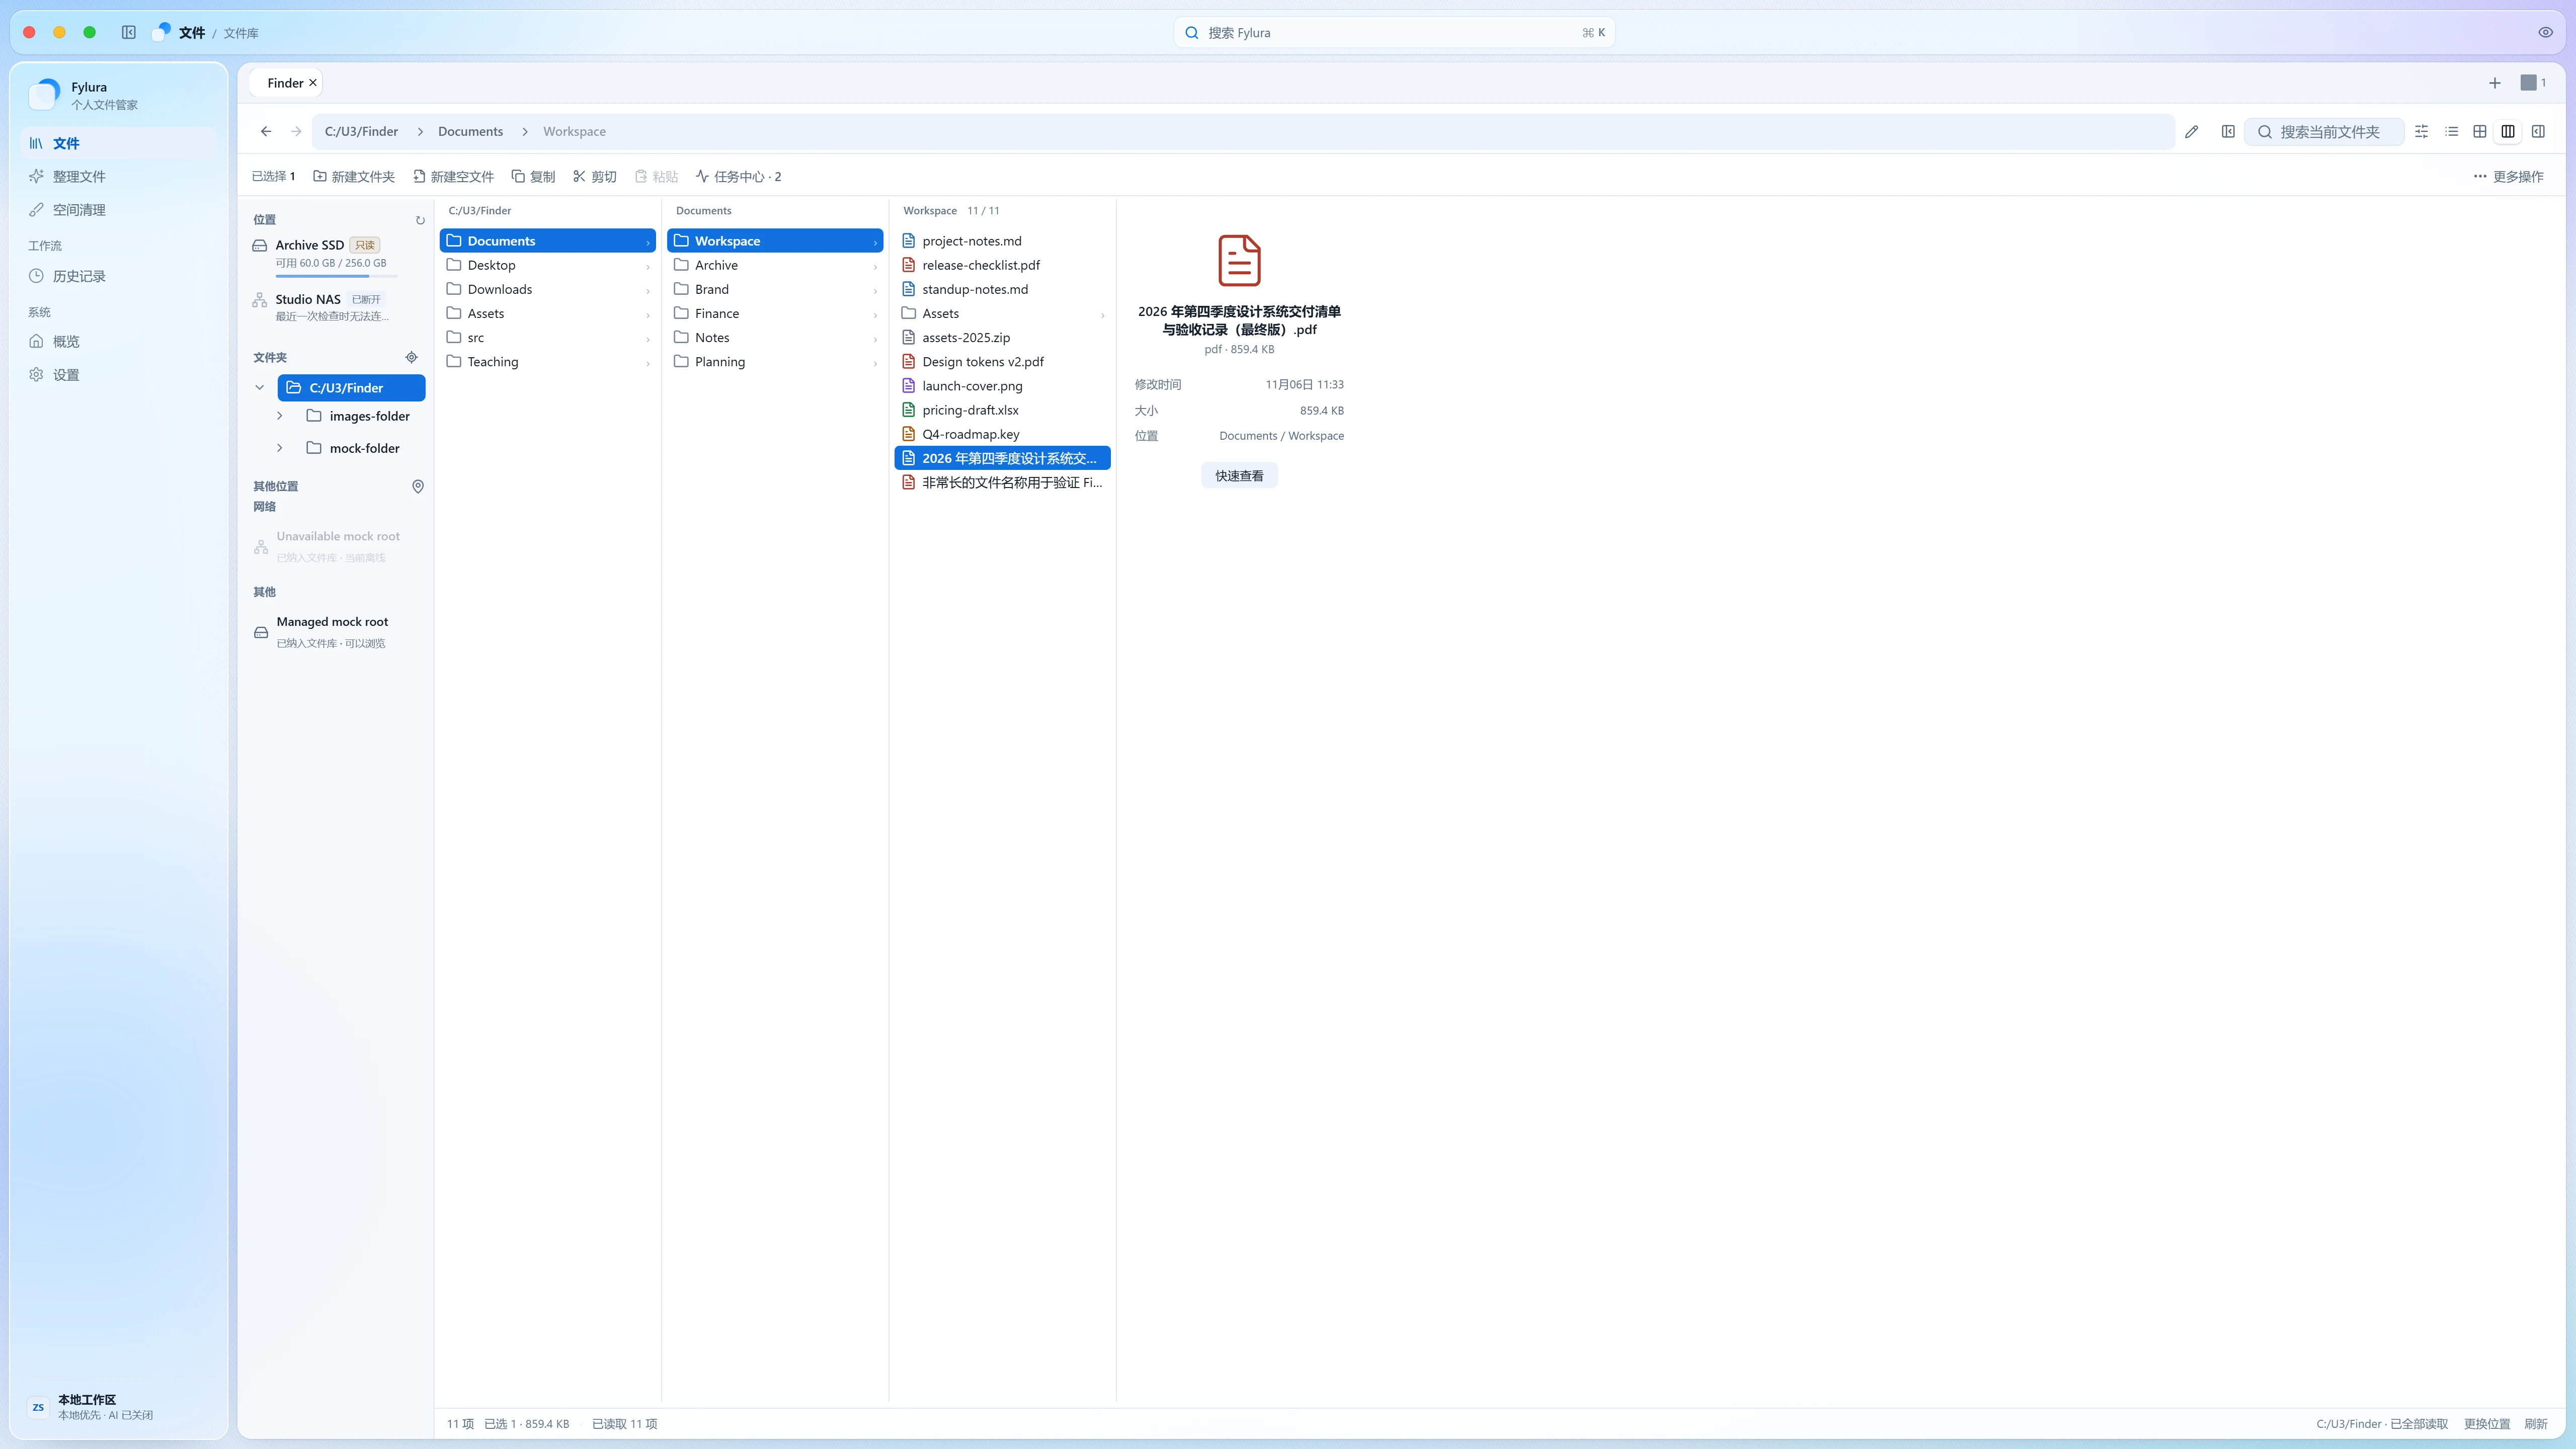 文件 / 文件库
搜索 Fylura
⌘ K
Fylura
个人文件管家
文件
整理文件
空间清理
工作流
历史记录
系统
概览
设置
ZS
本地工作区
本地优先 · AI 已关闭
Finder
1
C:/U3/Finder
Documents
Workspace
搜索当前文件夹
已选择 1
新建文件夹
新建空文件
复制
剪切
粘贴
任务中心 · 2
更多操作
位置
Archive SSD 只读
可用 60.0 GB / 256.0 GB
Studio NAS 已断开
最近一次检查时无法连...
文件夹
C:/U3/Finder
images-folder
mock-folder
其他位置
网络
Unavailable mock root
已纳入文件库 · 当前离线
其他
Managed mock root
已纳入文件库 · 可以浏览
C:/U3/Finder
Documents
Desktop
Downloads
Assets
src
Teaching
Documents
Workspace
Archive
Brand
Finance
Notes
Planning
Workspace 11 / 11
project-notes.md
release-checklist.pdf
standup-notes.md
Assets
assets-2025.zip
Design tokens v2.pdf
launch-cover.png
pricing-draft.xlsx
Q4-roadmap.key
2026 年第四季度设计系统交...
非常长的文件名称用于验证 Fi...
2026 年第四季度设计系统交付清单
与验收记录（最终版）.pdf
pdf · 859.4 KB
修改时间 11月06日 11:33
大小 859.4 KB
位置 Documents / Workspace
快速查看
11 项 已选 1 · 859.4 KB · 已读取 11 项
C:/U3/Finder · 已全部读取 更换位置 刷新